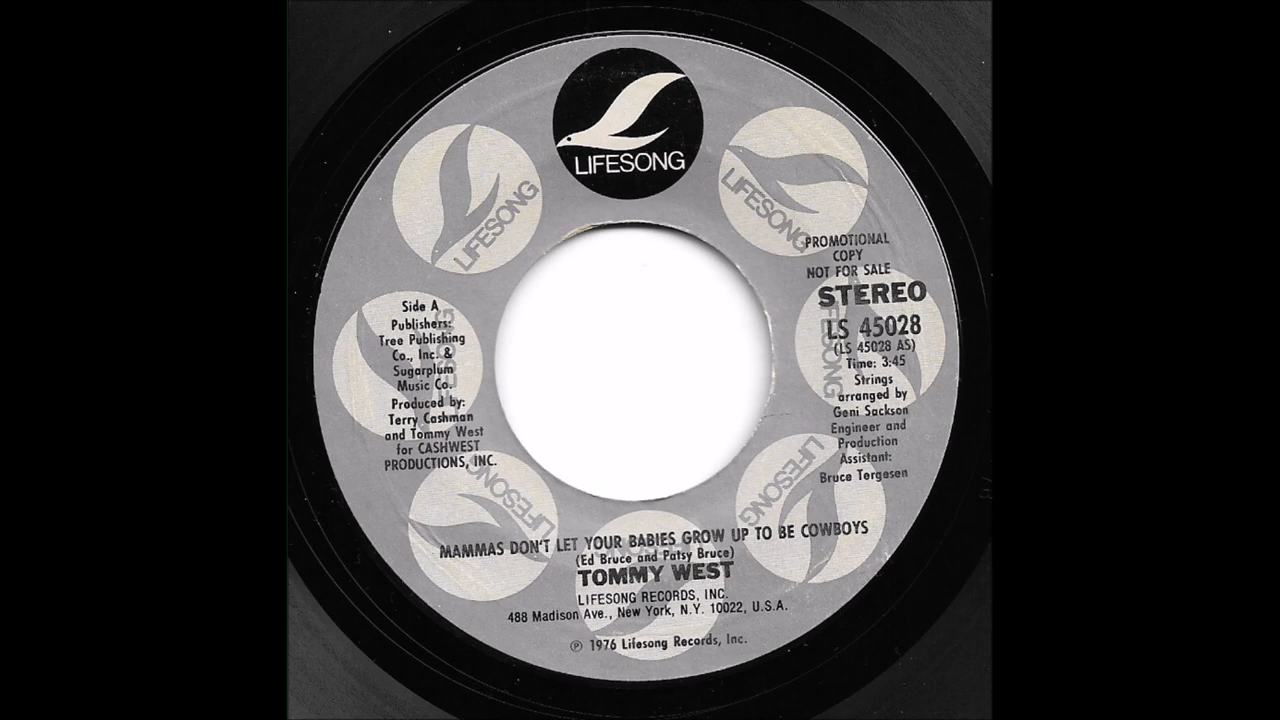 LIFESONG
LIFESONG
LIFESONG
PROMOTIONAL
COPY
NOT FOR SALE
STEREO
LS 45028
(LS 45028 AS)
Time: 3:45
Strings
arranged by
Geni Sackson
Engineer and
Production
Assistant:
Bruce Tergesen
LIFESONG
Side A
Publishers:
Tree Publishing
Co., Inc. &
Sugarplum
Music Co.
Produced by:
Terry Cashman
and Tommy West
for CASHWEST
PRODUCTIONS, INC.
LIFESONG
LIFESONG
LIFESONG
MAMMAS DON'T LET YOUR BABIES GROW UP TO BE COWBOYS
(Ed Bruce and Patsy Bruce)
TOMMY WEST
LIFESONG RECORDS, INC.
488 Madison Ave., New York, N.Y. 10022, U.S.A.
℗ 1976 Lifesong Records, Inc.